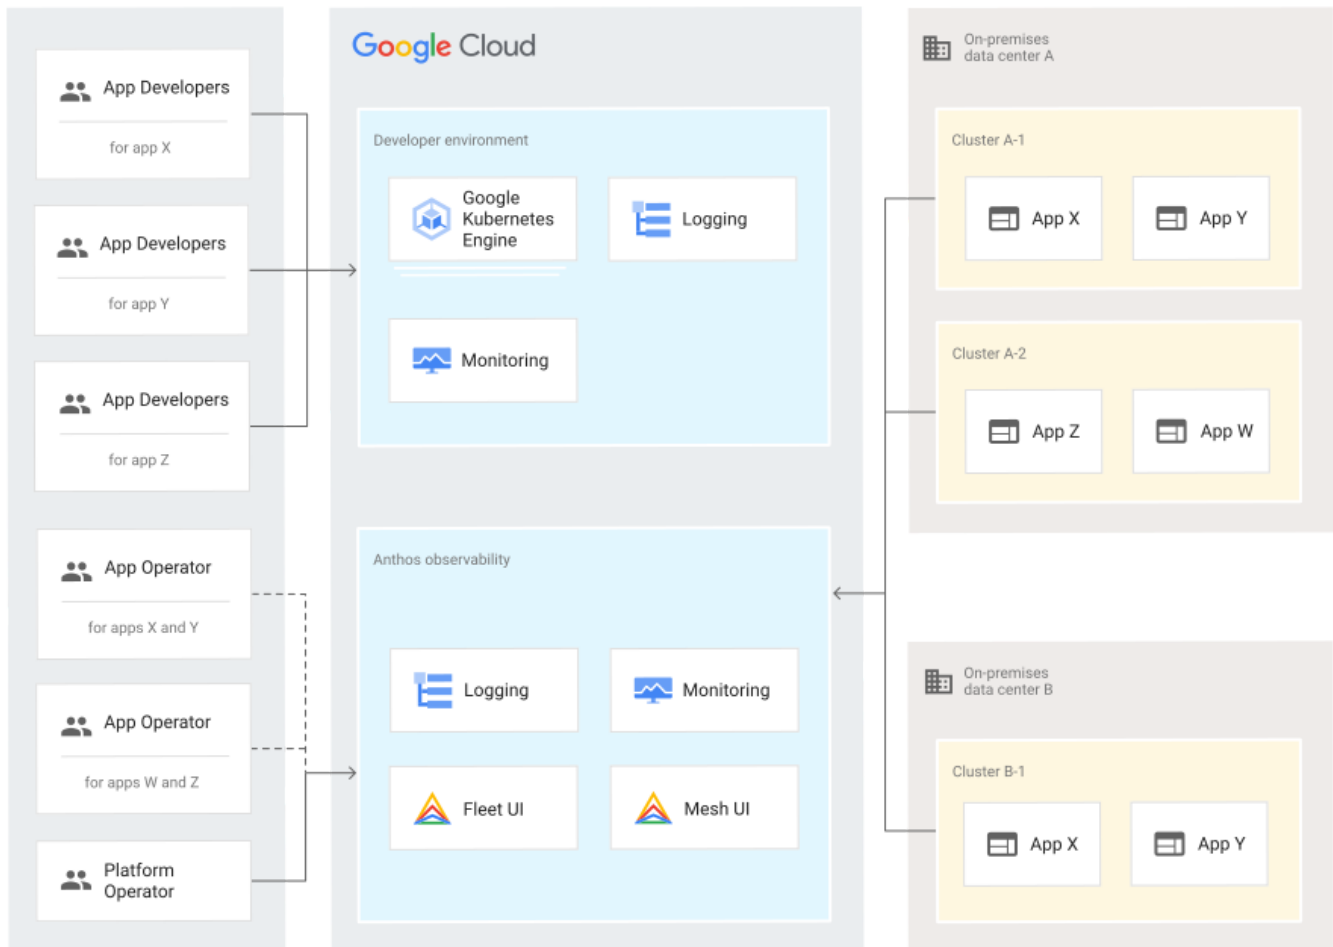 App Developers
for app X
App Developers
for app Y
App Developers
for app Z
App Operator
for apps X and Y
App Operator
for apps W and Z
Platform
Operator
Google Cloud
Developer environment
Google
Kubernetes
Engine
Logging
Monitoring
Anthos observability
Logging
Monitoring
Fleet UI
Mesh UI
On-premises
data center A
Cluster A-1
App X
App Y
Cluster A-2
App Z
App W
On-premises
data center B
Cluster B-1
App X
App Y